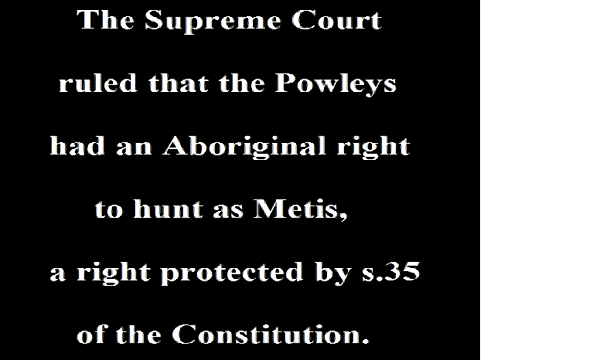 The Supreme Court
ruled that the Powleys
had an Aboriginal right
to hunt as Metis,
a right protected by s.35
of the Constitution.